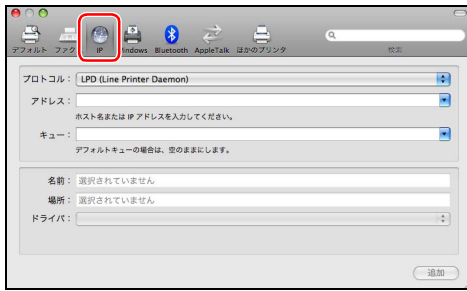 デフォルト ファクス IP Windows Bluetooth AppleTalk ほかのプリンタ 検索
プロトコル： LPD (Line Printer Daemon)
アドレス：
ホスト名または IP アドレスを入力してください。
キュー：
デフォルトキューの場合は、空のままにします。
名前： 選択されていません
場所： 選択されていません
ドライバ：
追加